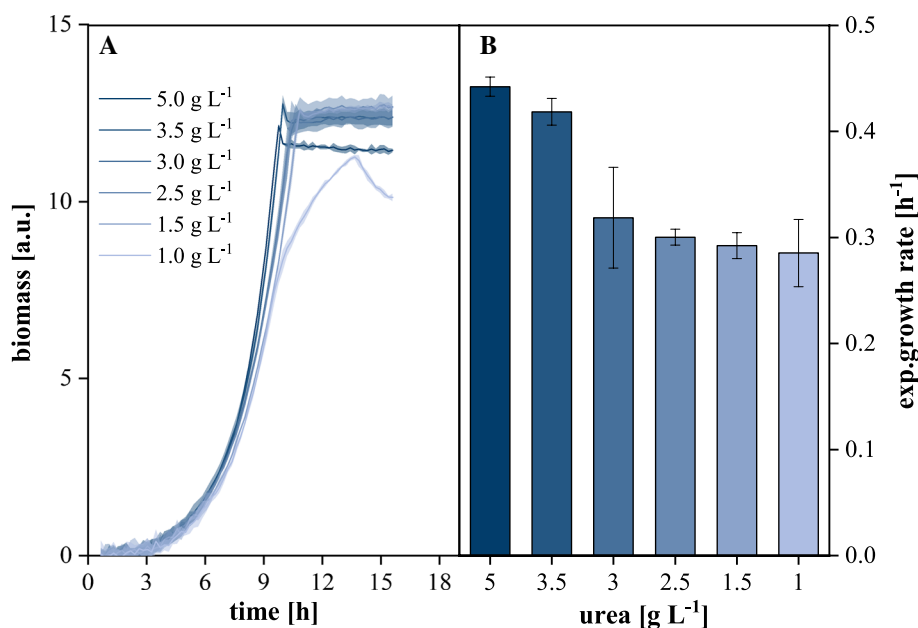 A
B
5.0 g L-1
3.5 g L-1
3.0 g L-1
2.5 g L-1
1.5 g L-1
1.0 g L-1
15
10
5
0
biomass [a.u.]
0 3 6 9 12 15 18
time [h]
0.5
0.4
0.3
0.2
0.1
0.0
exp.growth rate [h-1]
5 3.5 3 2.5 1.5 1
urea [g L-1]